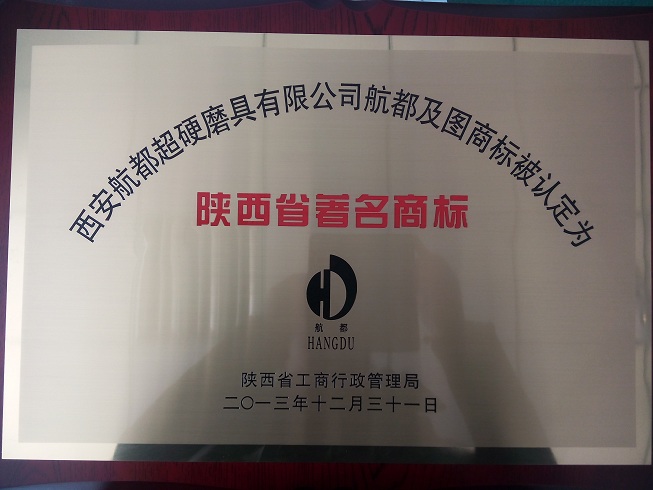 西安航都超硬磨具有限公司航都及图商标被认定为
陕西省著名商标
航都
HANGDU
陕西省工商行政管理局
二〇一三年十二月三十一日